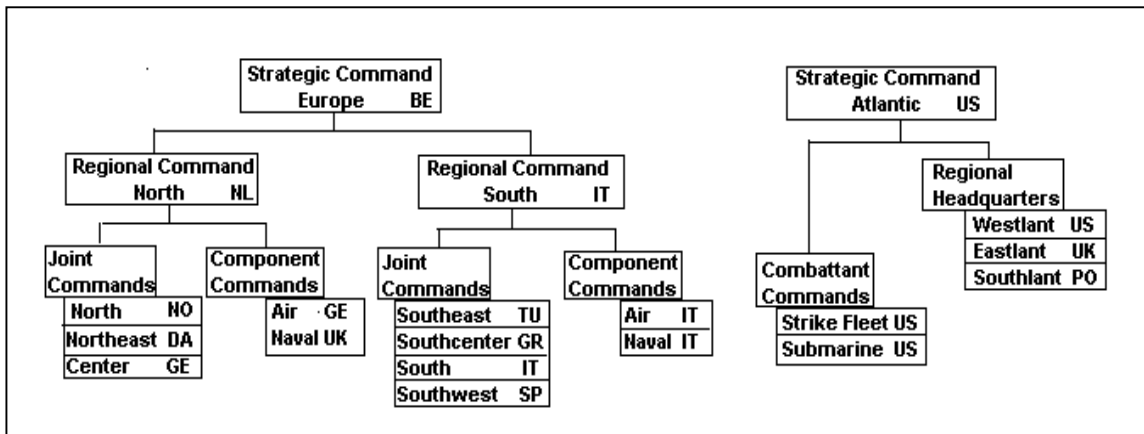 Strategic Command
Europe BE
Regional Command
North NL
Joint
Commands
North NO
Northeast DA
Center GE
Component
Commands
Air GE
Naval UK
Regional Command
South IT
Joint
Commands
Southeast TU
Southcenter GR
South IT
Southwest SP
Component
Commands
Air IT
Naval IT
Strategic Command
Atlantic US
Combattant
Commands
Strike Fleet US
Submarine US
Regional
Headquarters
Westlant US
Eastlant UK
Southlant PO